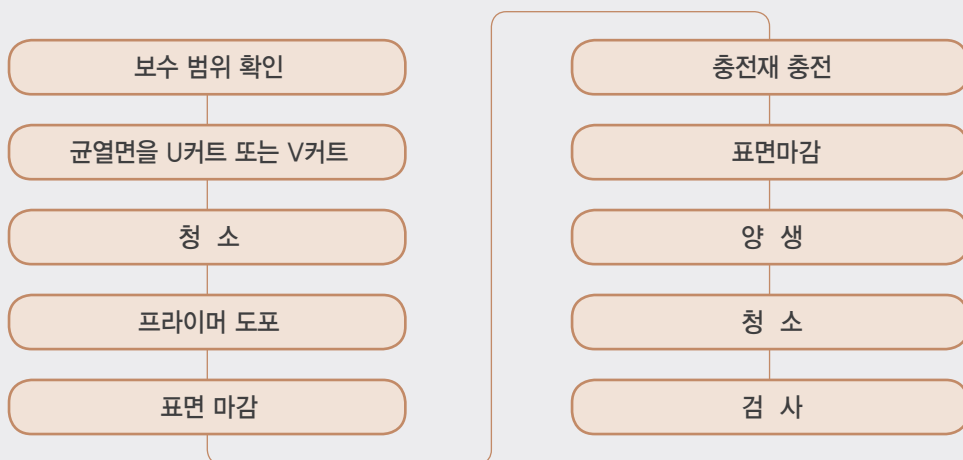 보수 범위 확인
균열면을 U커트 또는 V커트
청 소
프라이머 도포
표면 마감
충전재 충전
표면마감
양 생
청 소
검 사